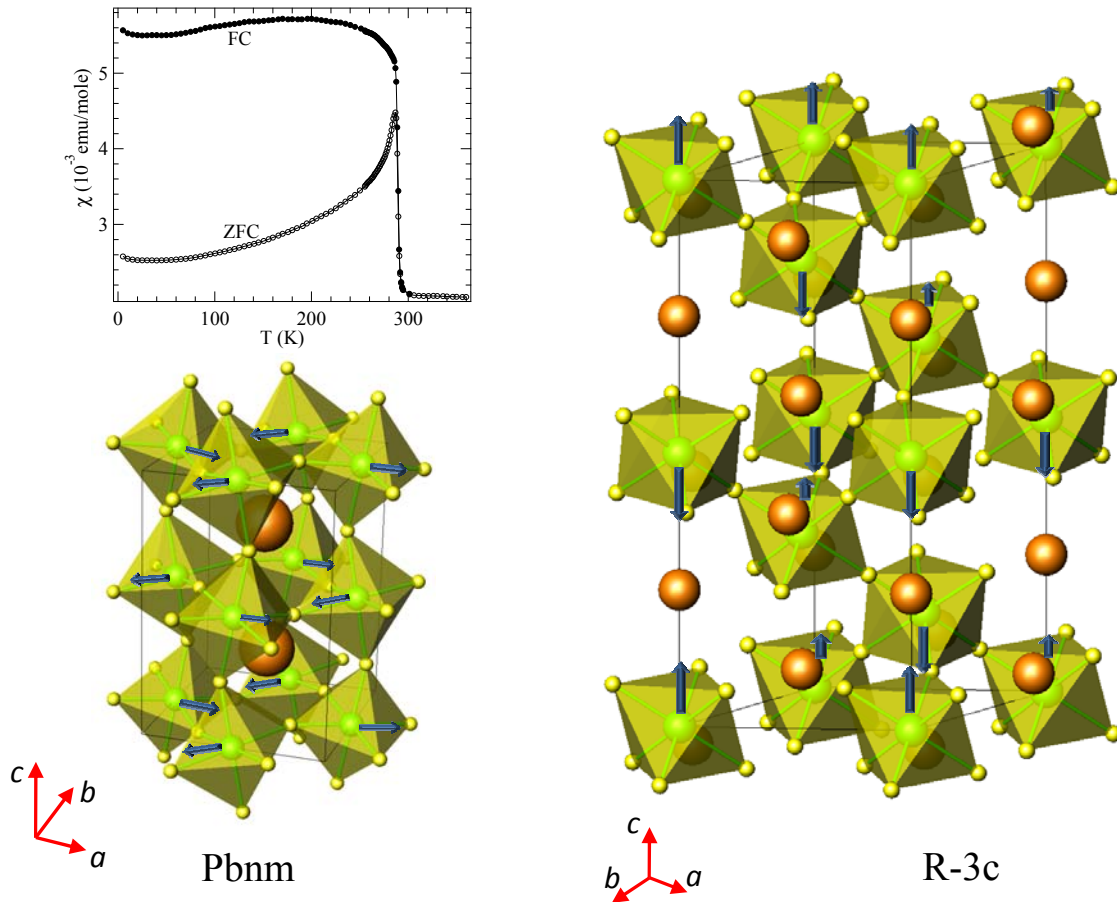 FC
ZFC
5
4
3
χ (10⁻³ emu/mole)
0
100
200
300
T (K)
c
b
a
Pbnm
c
b
a
R-3c